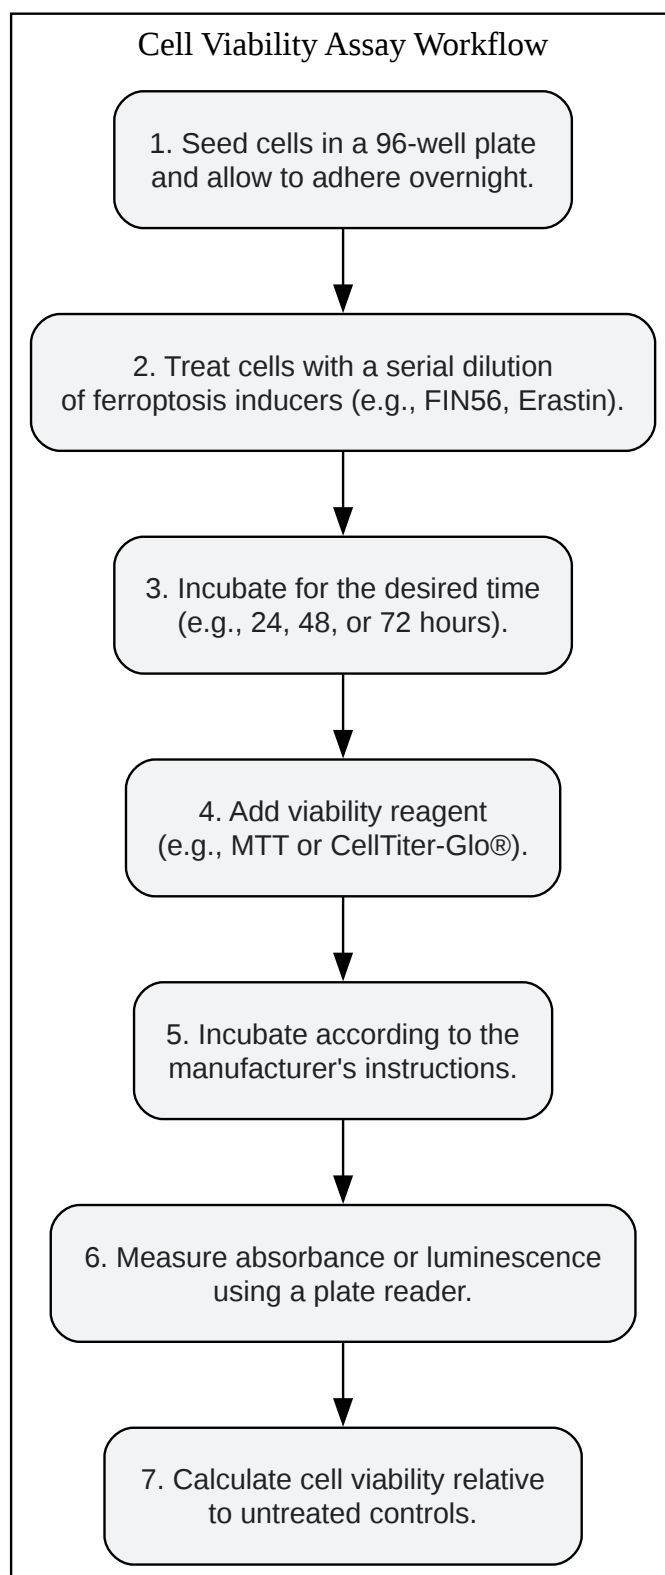 Cell Viability Assay Workflow
1. Seed cells in a 96-well plate
and allow to adhere overnight.
2. Treat cells with a serial dilution
of ferroptosis inducers (e.g., FIN56, Erastin).
3. Incubate for the desired time
(e.g., 24, 48, or 72 hours).
4. Add viability reagent
(e.g., MTT or CellTiter-Glo®).
5. Incubate according to the
manufacturer's instructions.
6. Measure absorbance or luminescence
using a plate reader.
7. Calculate cell viability relative
to untreated controls.